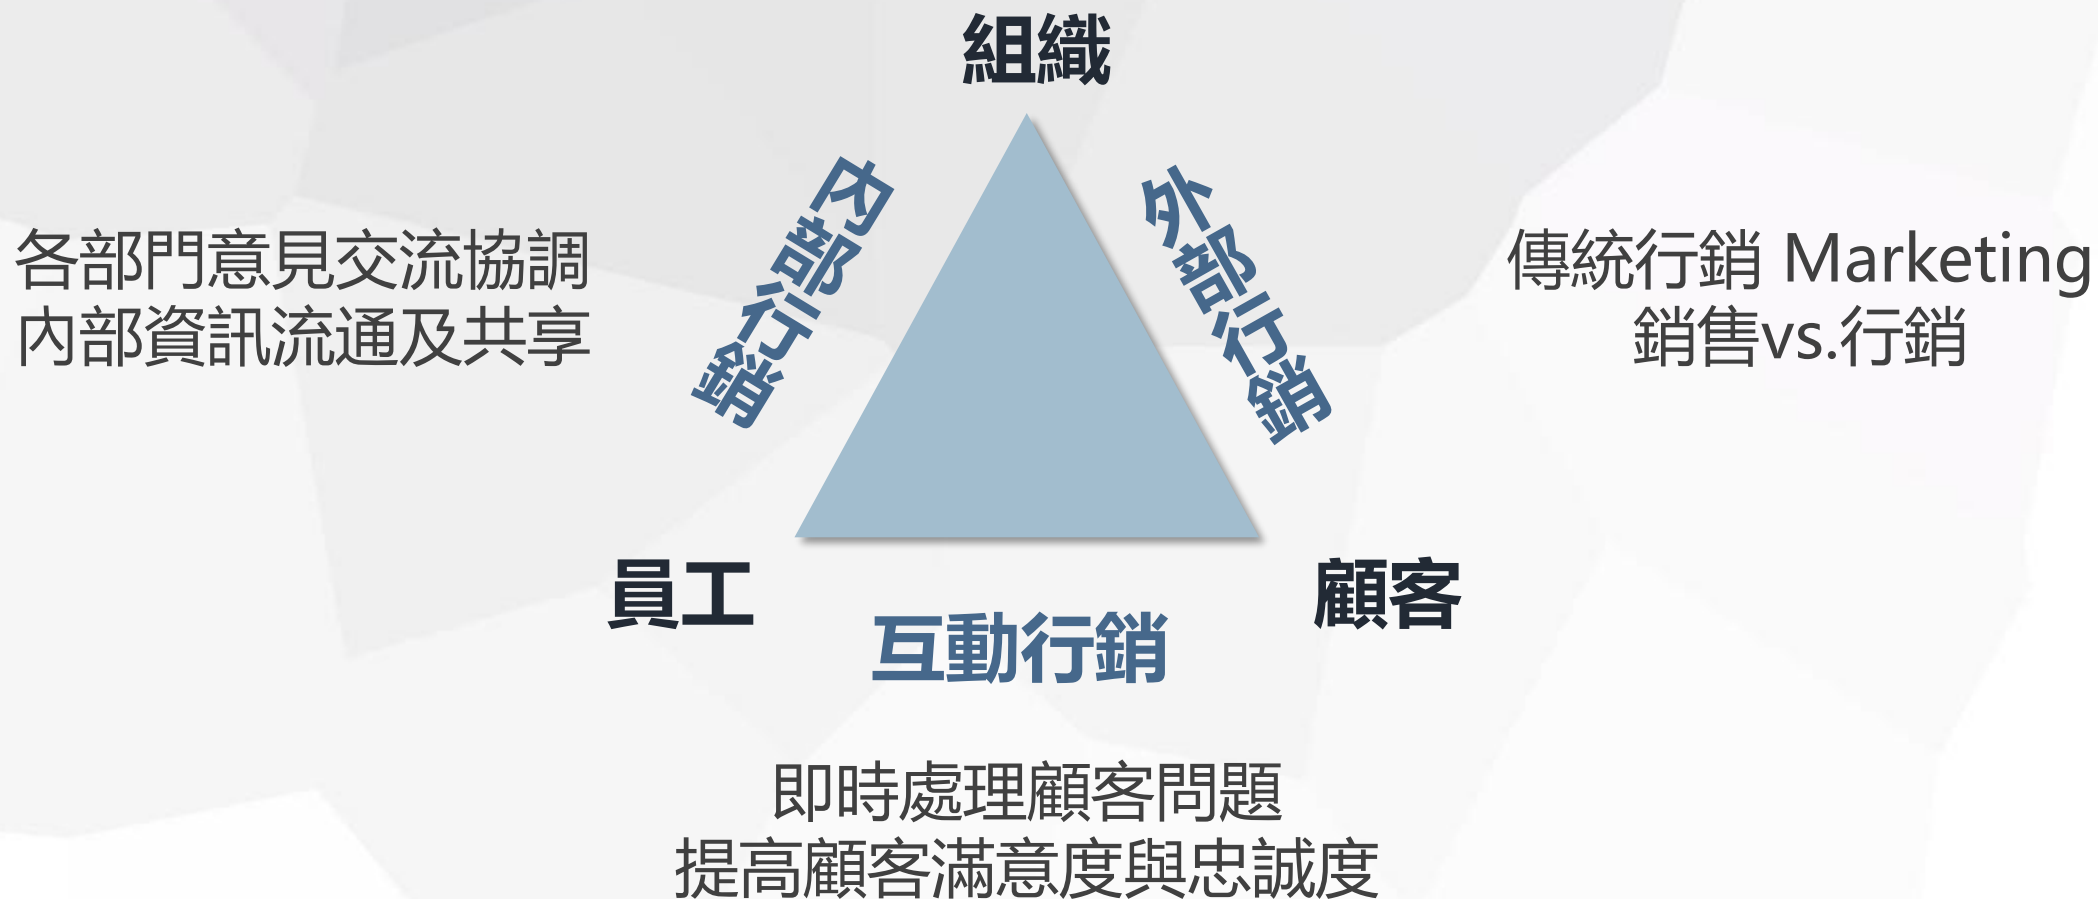 組織
內部行銷
外部行銷
各部門意見交流協調
內部資訊流通及共享
傳統行銷 Marketing
銷售vs.行銷
員工
顧客
互動行銷
即時處理顧客問題
提高顧客滿意度與忠誠度